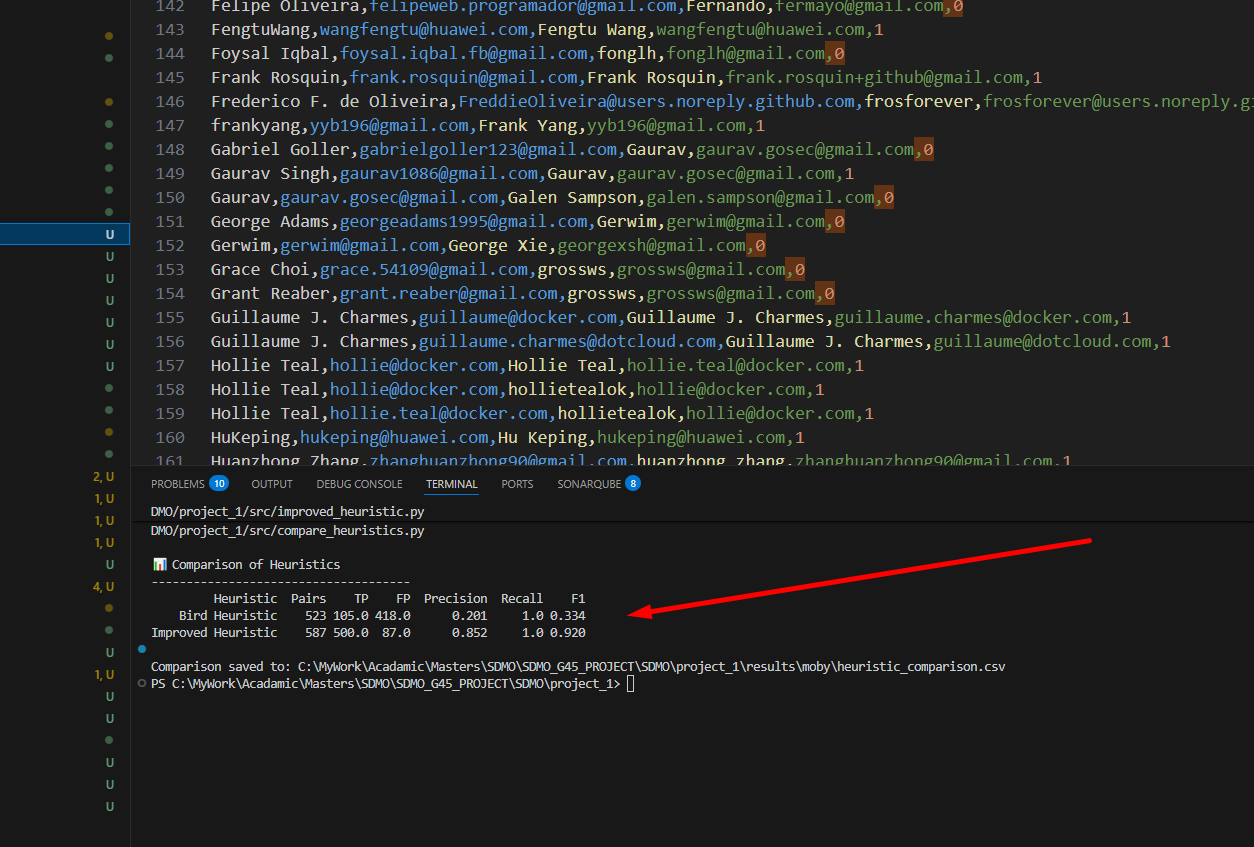 142 Felipe Oliveira,felipeweb.programador@gmail.com,Fernando,fermayo@gmail.com,0
143 FengtuWang,wangfengtu@huawei.com,Fengtu Wang,wangfengtu@huawei.com,1
144 Foysal Iqbal,foysal.iqbal.fb@gmail.com,fonglh,fonglh@gmail.com,0
145 Frank Rosquin,frank.rosquin@gmail.com,Frank Rosquin,frank.rosquin+github@gmail.com,1
146 Frederico F. de Oliveira,FreddieOliveira@users.noreply.github.com,frosforever,frosforever@users.noreply.gi
147 frankyang,yyb196@gmail.com,Frank Yang,yyb196@gmail.com,1
148 Gabriel Goller,gabrielgoller123@gmail.com,Gaurav,gaurav.gosec@gmail.com,0
149 Gaurav Singh,gaurav1086@gmail.com,Gaurav,gaurav.gosec@gmail.com,1
150 Gaurav,gaurav.gosec@gmail.com,Galen Sampson,galen.sampson@gmail.com,0
U 151 George Adams,georgeadams1995@gmail.com,Gerwim,gerwim@gmail.com,0
U 152 Gerwim,gerwim@gmail.com,George Xie,georgexsh@gmail.com,0
U 153 Grace Choi,grace.54109@gmail.com,grossws,grossws@gmail.com,0
U 154 Grant Reaber,grant.reaber@gmail.com,grossws,grossws@gmail.com,0
U 155 Guillaume J. Charmes,guillaume@docker.com,Guillaume J. Charmes,guillaume.charmes@docker.com,1
U 156 Guillaume J. Charmes,guillaume.charmes@dotcloud.com,Guillaume J. Charmes,guillaume@dotcloud.com,1
U 157 Hollie Teal,hollie@docker.com,Hollie Teal,hollie.teal@docker.com,1
158 Hollie Teal,hollie@docker.com,hollietealok,hollie@docker.com,1
159 Hollie Teal,hollie.teal@docker.com,hollietealok,hollie@docker.com,1
160 HuKeping,hukeping@huawei.com,Hu Keping,hukeping@huawei.com,1
161 Huanzhong Zhang,zhanghuanzhong90@gmail.com,huanzhong zhang,zhanghuanzhong90@gmail.com,1
2, U PROBLEMS 10 OUTPUT DEBUG CONSOLE TERMINAL PORTS SONARQUBE 8
1, U DMO/project_1/src/improved_heuristic.py
1, U DMO/project_1/src/compare_heuristics.py
1, U
U 📊 Comparison of Heuristics
4, U -------------------------------------
Heuristic Pairs TP FP Precision Recall F1
Bird Heuristic 523 105.0 418.0 0.201 1.0 0.334
Improved Heuristic 587 500.0 87.0 0.852 1.0 0.920
U
1, U Comparison saved to: C:\MyWork\Acadamic\Masters\SDMO\SDMO_G45_PROJECT\SDMO\project_1\results\moby\heuristic_comparison.csv
PS C:\MyWork\Acadamic\Masters\SDMO\SDMO_G45_PROJECT\SDMO\project_1>
U
U
U
U
U